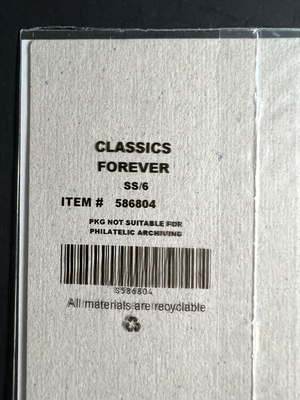 CLASSICS
FOREVER
SS/6
ITEM # 586804
PKG NOT SUITABLE FOR
PHILATELIC ARCHIVING
S586804
All materials are recyclable